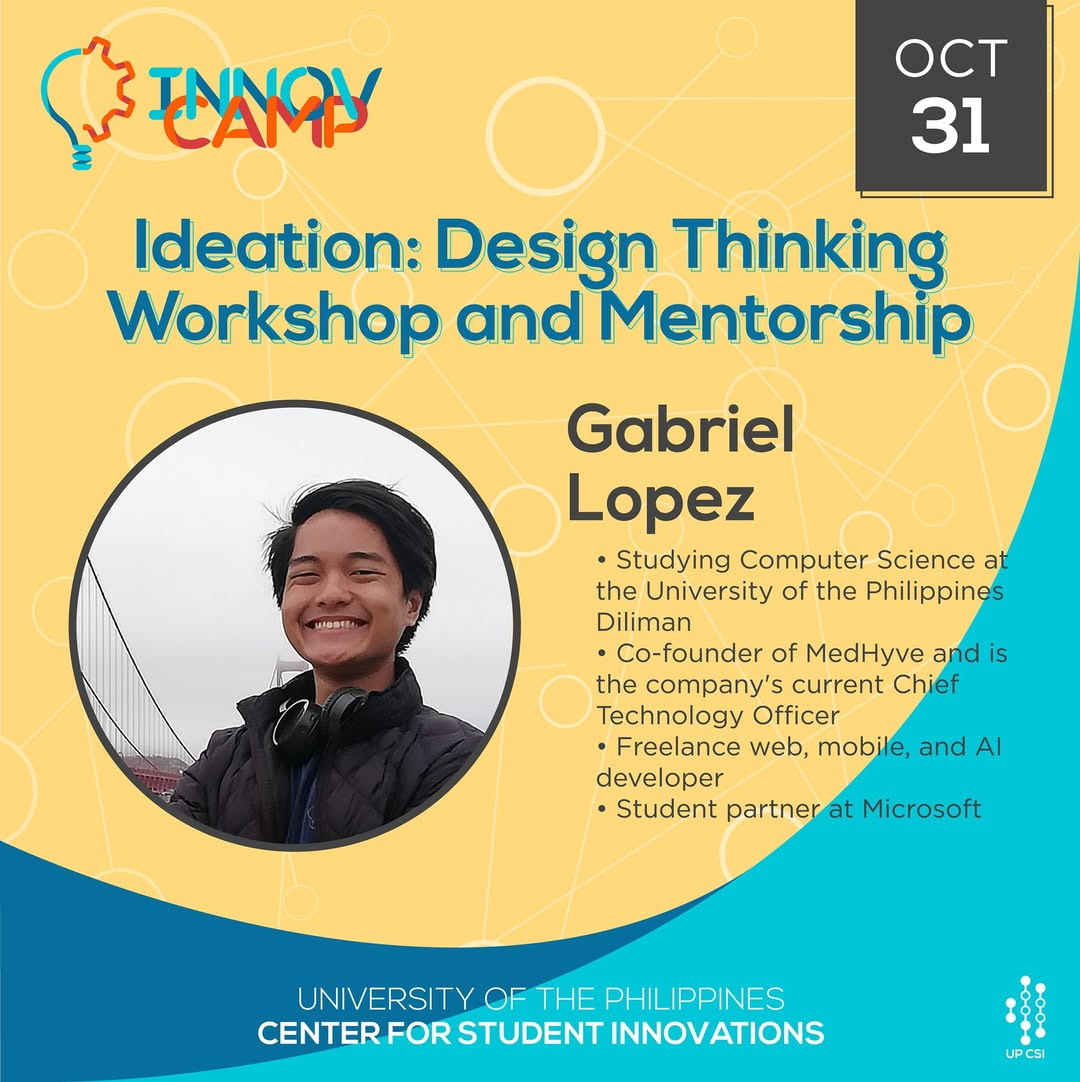 INNOV
CAMP
OCT
31
Ideation: Design Thinking
Workshop and Mentorship
Gabriel
Lopez
• Studying Computer Science at
the University of the Philippines
Diliman
• Co-founder of MedHyve and is
the company's current Chief
Technology Officer
• Freelance web, mobile, and AI
developer
• Student partner at Microsoft
UNIVERSITY OF THE PHILIPPINES
CENTER FOR STUDENT INNOVATIONS
UP CSI